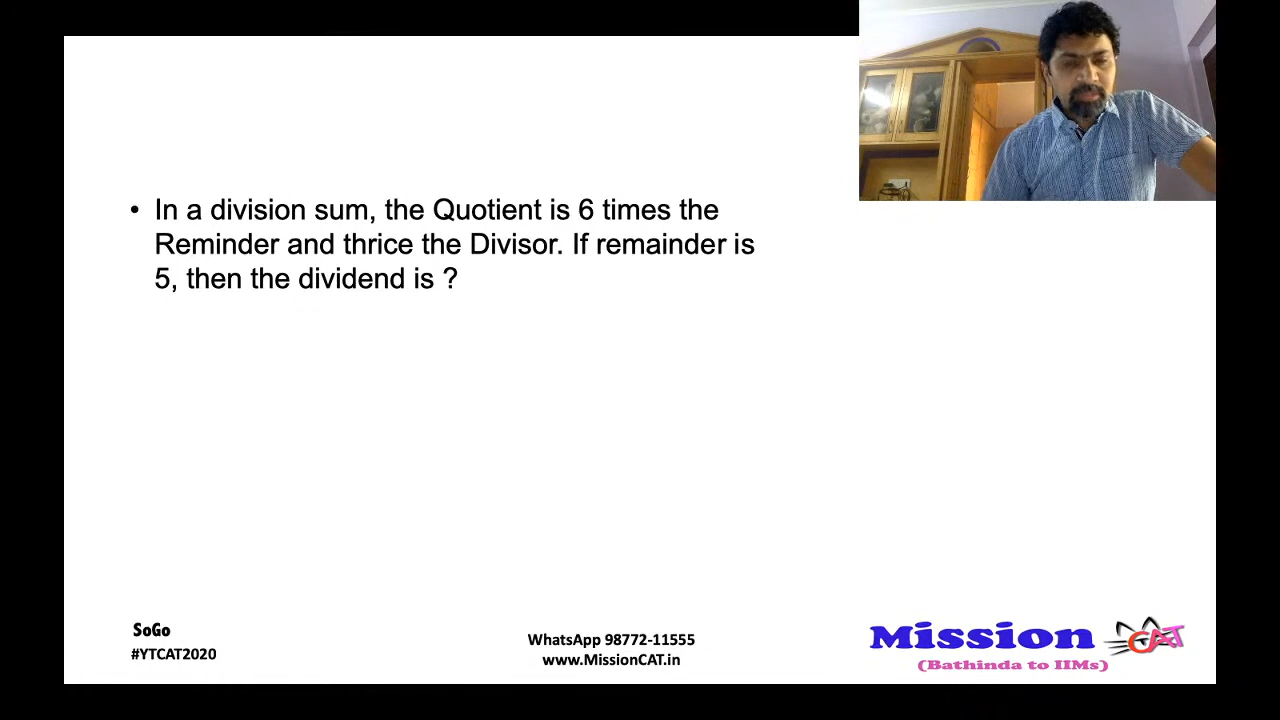 • In a division sum, the Quotient is 6 times the
Reminder and thrice the Divisor. If remainder is
5, then the dividend is ?
SoGo
#YTCAT2020
WhatsApp 98772-11555
www.MissionCAT.in
Mission CAT
(Bathinda to IIMs)